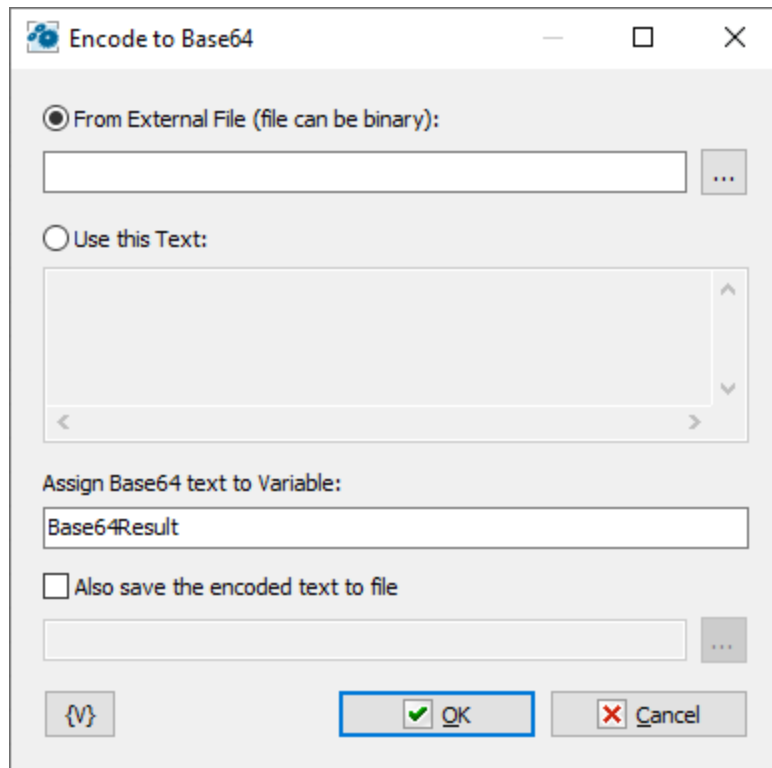 Encode to Base64
From External File (file can be binary):
...
Use this Text:
Assign Base64 text to Variable:
Base64Result
Also save the encoded text to file
...
{V}
OK
Cancel